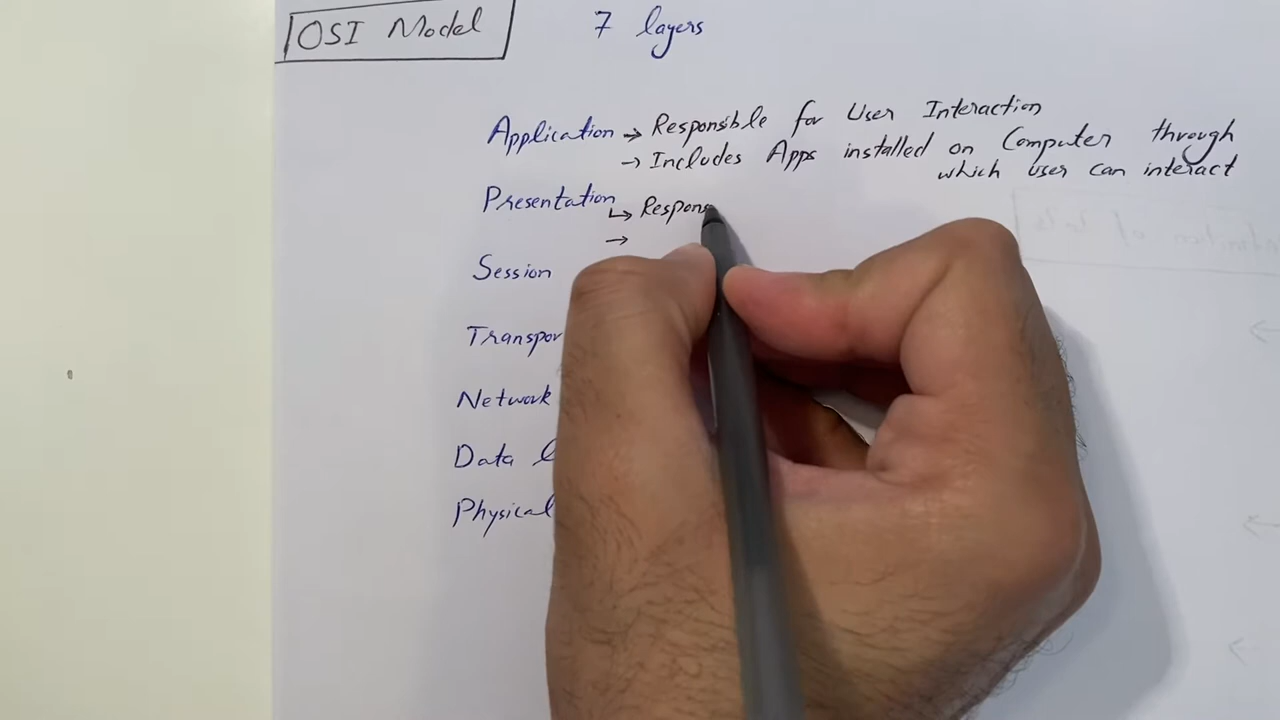 OSI Model
7 layers
Application → Responsible for User Interaction
→ Includes Apps installed on Computer through
which user can interact
Presentation
↳ Respons
→
Session
Transpor
Network
Data l
Physical